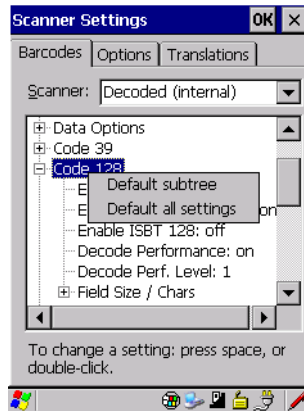 Scanner Settings OK ×
Barcodes Options Translations
Scanner: Decoded (internal)
Data Options
Code 39
Code 128
Default subtree
Default all settings
on
Enable ISBT 128: off
Decode Performance: on
Decode Perf. Level: 1
Field Size / Chars
To change a setting: press space, or
double-click.